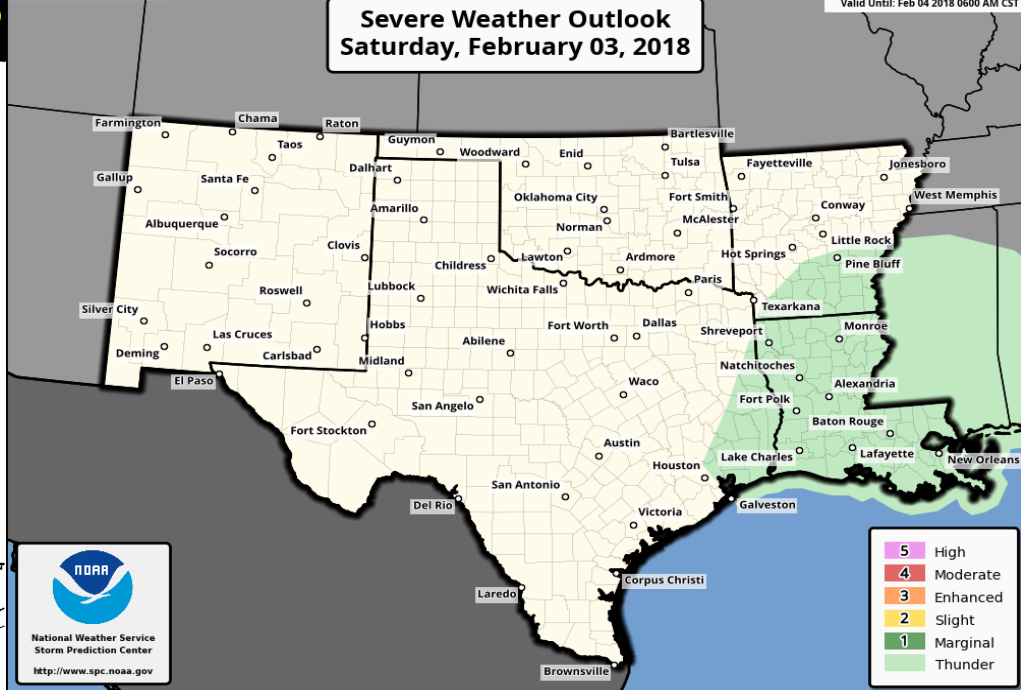 Valid Until: Feb 04 2018 0600 AM CST
Severe Weather Outlook
Saturday, February 03, 2018
Farmington
Chama
Raton
Taos
Guymon
Woodward
Enid
Bartlesville
Tulsa
Fayetteville
Jonesboro
Gallup
Santa Fe
Dalhart
Fort Smith
West Memphis
Amarillo
Oklahoma City
McAlester
Conway
Albuquerque
Norman
Little Rock
Socorro
Clovis
Childress
Lawton
Ardmore
Hot Springs
Pine Bluff
Roswell
Lubbock
Wichita Falls
Paris
Texarkana
Silver City
Las Cruces
Hobbs
Fort Worth
Dallas
Shreveport
Monroe
Deming
Carlsbad
Midland
Abilene
Natchitoches
El Paso
Waco
Alexandria
San Angelo
Fort Polk
Fort Stockton
Baton Rouge
Austin
Lake Charles
Lafayette
New Orleans
Houston
San Antonio
Del Rio
Victoria
Galveston
Laredo
Corpus Christi
Brownsville
NOAA
National Weather Service
Storm Prediction Center
http://www.spc.noaa.gov
5 High
4 Moderate
3 Enhanced
2 Slight
1 Marginal
Thunder